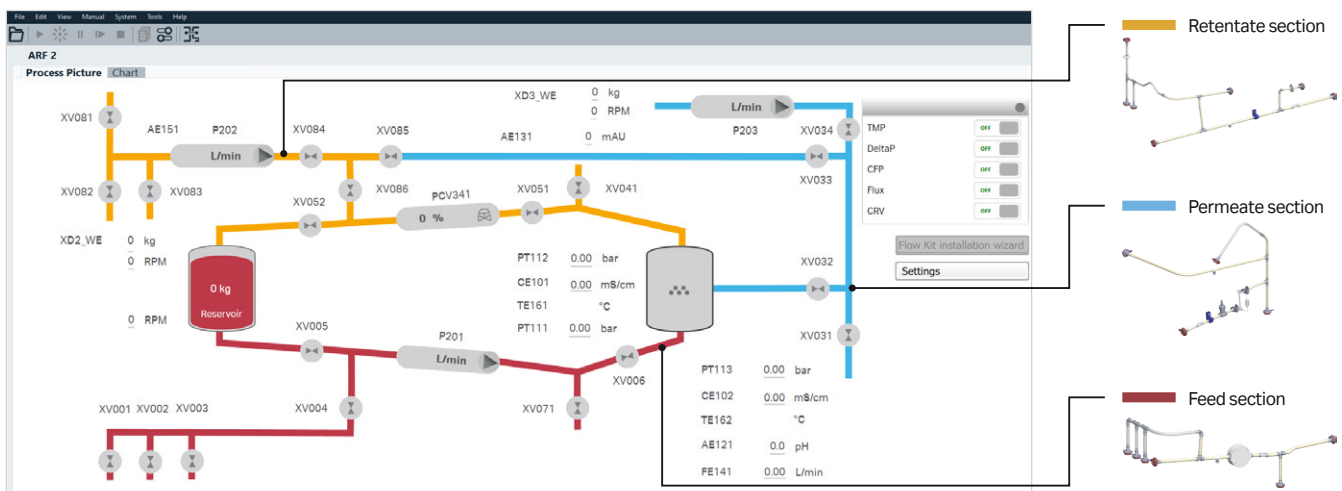 File Edit View Manual System Tools Help
ARF 2
Process Picture Chart
XV081
AE151 P202 XV084 XV085
L/min
XV082 XV083
XV086
XD3_WE 0 kg
0 RPM
AE131 0 mAU
L/min
P203 XV034
XV033
TMP OFF
DeltaP OFF
CFP OFF
Flux OFF
CRV OFF
Flow Kit installation wizard
Settings
XV052
PCV341
0 %
XV051 XV041
XD2_WE 0 kg
0 RPM
0 RPM
0 kg
Reservoir
PT112 0.00 bar
CE101 0.00 mS/cm
TE161 °C
PT111 0.00 bar
XV032
XV031
XV005
P201
L/min
XV006
XV004
XV071
XV001 XV002 XV003
PT113 0.00 bar
CE102 0.00 mS/cm
TE162 °C
AE121 0.0 pH
FE141 0.00 L/min
Retentate section
Permeate section
Feed section